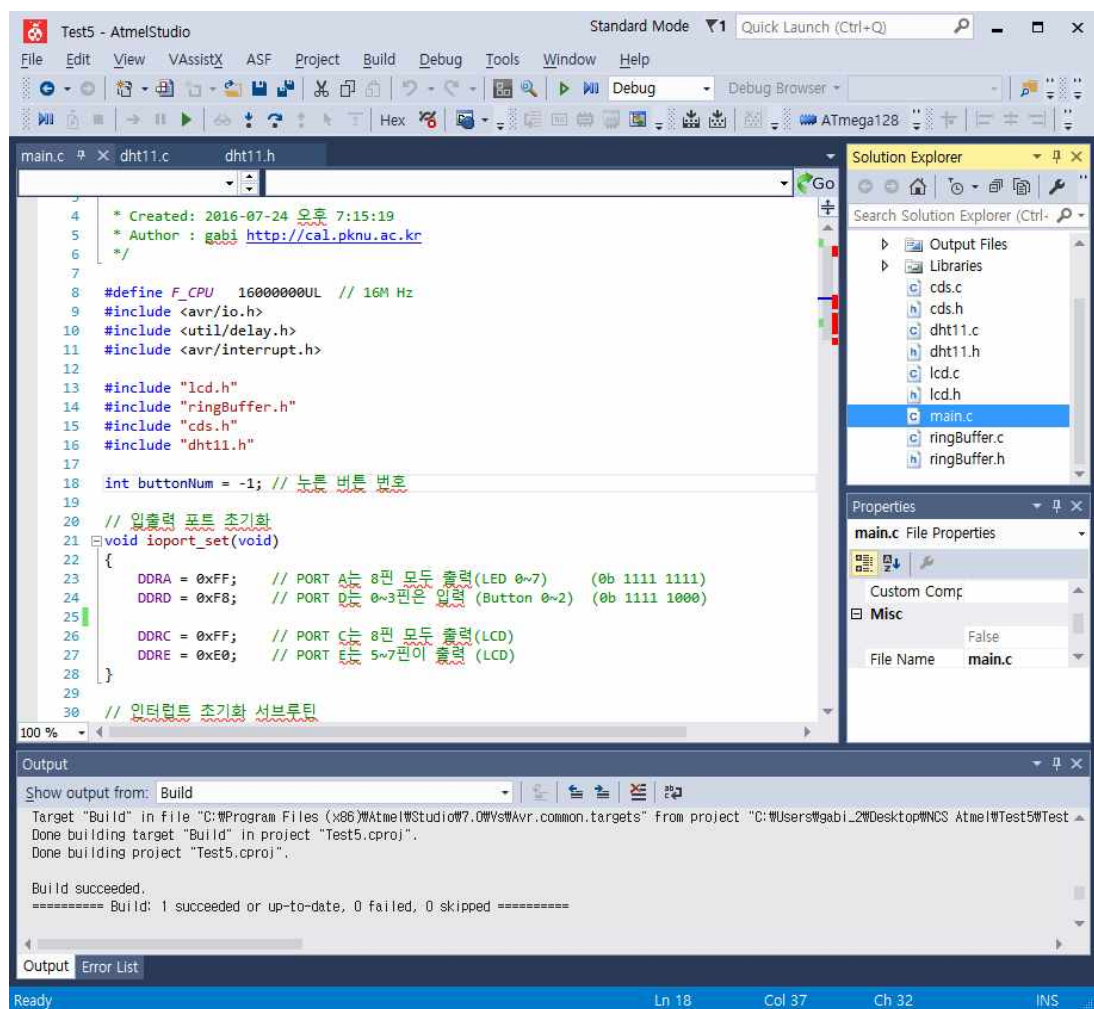 Test5 - AtmelStudio
Standard Mode
1
Quick Launch (Ctrl+Q)
File Edit View VAssistX ASF Project Build Debug Tools Window Help
Debug
Debug Browser
Hex
ATmega128
main.c
dht11.c
dht11.h
Go
4 * Created: 2016-07-24 오후 7:15:19
5 * Author : gabi http://cal.pknu.ac.kr
6 */
7
8 #define F_CPU 16000000UL // 16M Hz
9 #include <avr/io.h>
10 #include <util/delay.h>
11 #include <avr/interrupt.h>
12
13 #include "lcd.h"
14 #include "ringBuffer.h"
15 #include "cds.h"
16 #include "dht11.h"
17
18 int buttonNum = -1; // 누른 버튼 번호
19
20 // 입출력 포트 초기화
21 void ioport_set(void)
22 {
23 DDRA = 0xFF; // PORT A는 8핀 모두 출력(LED 0~7) (0b 1111 1111)
24 DDRD = 0xF8; // PORT D는 0~3핀은 입력 (Button 0~2) (0b 1111 1000)
25
26 DDRC = 0xFF; // PORT C는 8핀 모두 출력(LCD)
27 DDRE = 0xE0; // PORT E는 5~7핀이 출력 (LCD)
28 }
29
30 // 인터럽트 초기화 서브루틴
100 %
Solution Explorer
Search Solution Explorer (Ctrl-
Output Files
Libraries
cds.c
cds.h
dht11.c
dht11.h
lcd.c
lcd.h
main.c
ringBuffer.c
ringBuffer.h
Properties
main.c File Properties
Custom Comp
Misc
False
File Name main.c
Output
Show output from: Build
Target "Build" in file "C:₩Program Files (x86)₩Atmel₩Studio₩7.0₩Vs₩Avr.common.targets" from project "C:₩Users₩gabi_2₩Desktop₩NCS Atmel₩Test5₩Test
Done building target "Build" in project "Test5.cproj".
Done building project "Test5.cproj".
Build succeeded.
========== Build: 1 succeeded or up-to-date, 0 failed, 0 skipped ==========
Output
Error List
Ready
Ln 18
Col 37
Ch 32
INS